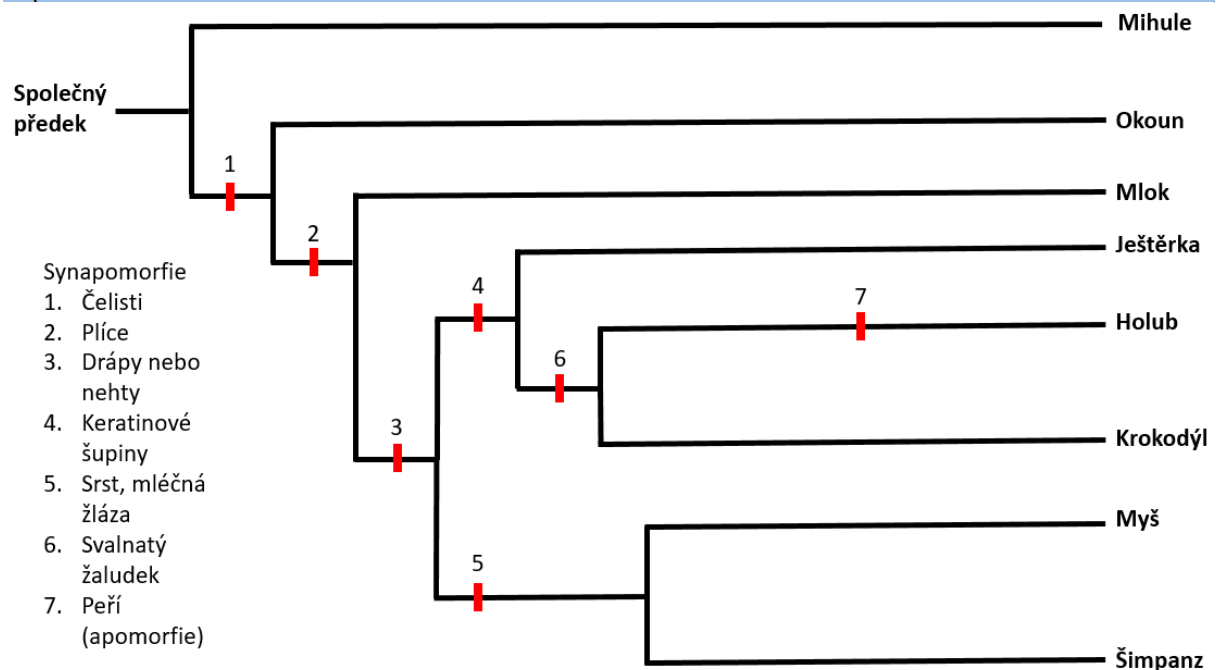 Mihule
Společný
předek
Okoun
1
Mlok
2
Ještěrka
Synapomorfie
1. Čelisti
2. Plíce
3. Drápy nebo
nehty
4. Keratinové
šupiny
5. Srst, mléčná
žláza
6. Svalnatý
žaludek
7. Peří
(apomorfie)
4
7
Holub
6
3
Krokodýl
Myš
5
Šimpanz